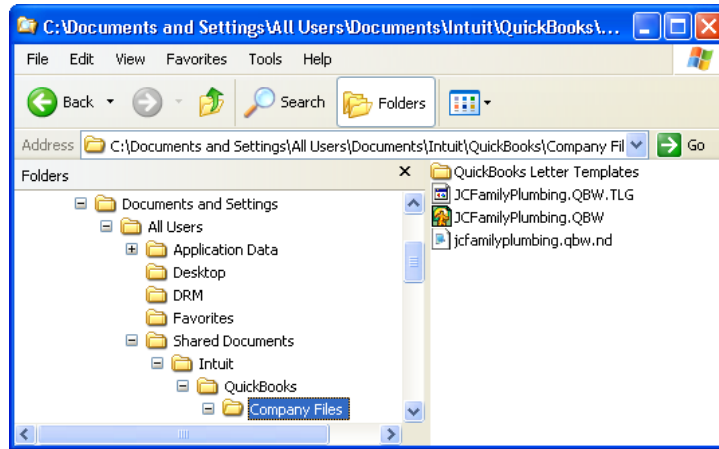 C:\Documents and Settings\All Users\Documents\Intuit\QuickBooks\...
File Edit View Favorites Tools Help
Back Search Folders
Address C:\Documents and Settings\All Users\Documents\Intuit\QuickBooks\Company Fil Go
Folders
Documents and Settings
All Users
Application Data
Desktop
DRM
Favorites
Shared Documents
Intuit
QuickBooks
Company Files
QuickBooks Letter Templates
JCFamilyPlumbing.QBW.TLG
JCFamilyPlumbing.QBW
jcfamilyplumbing.qbw.nd